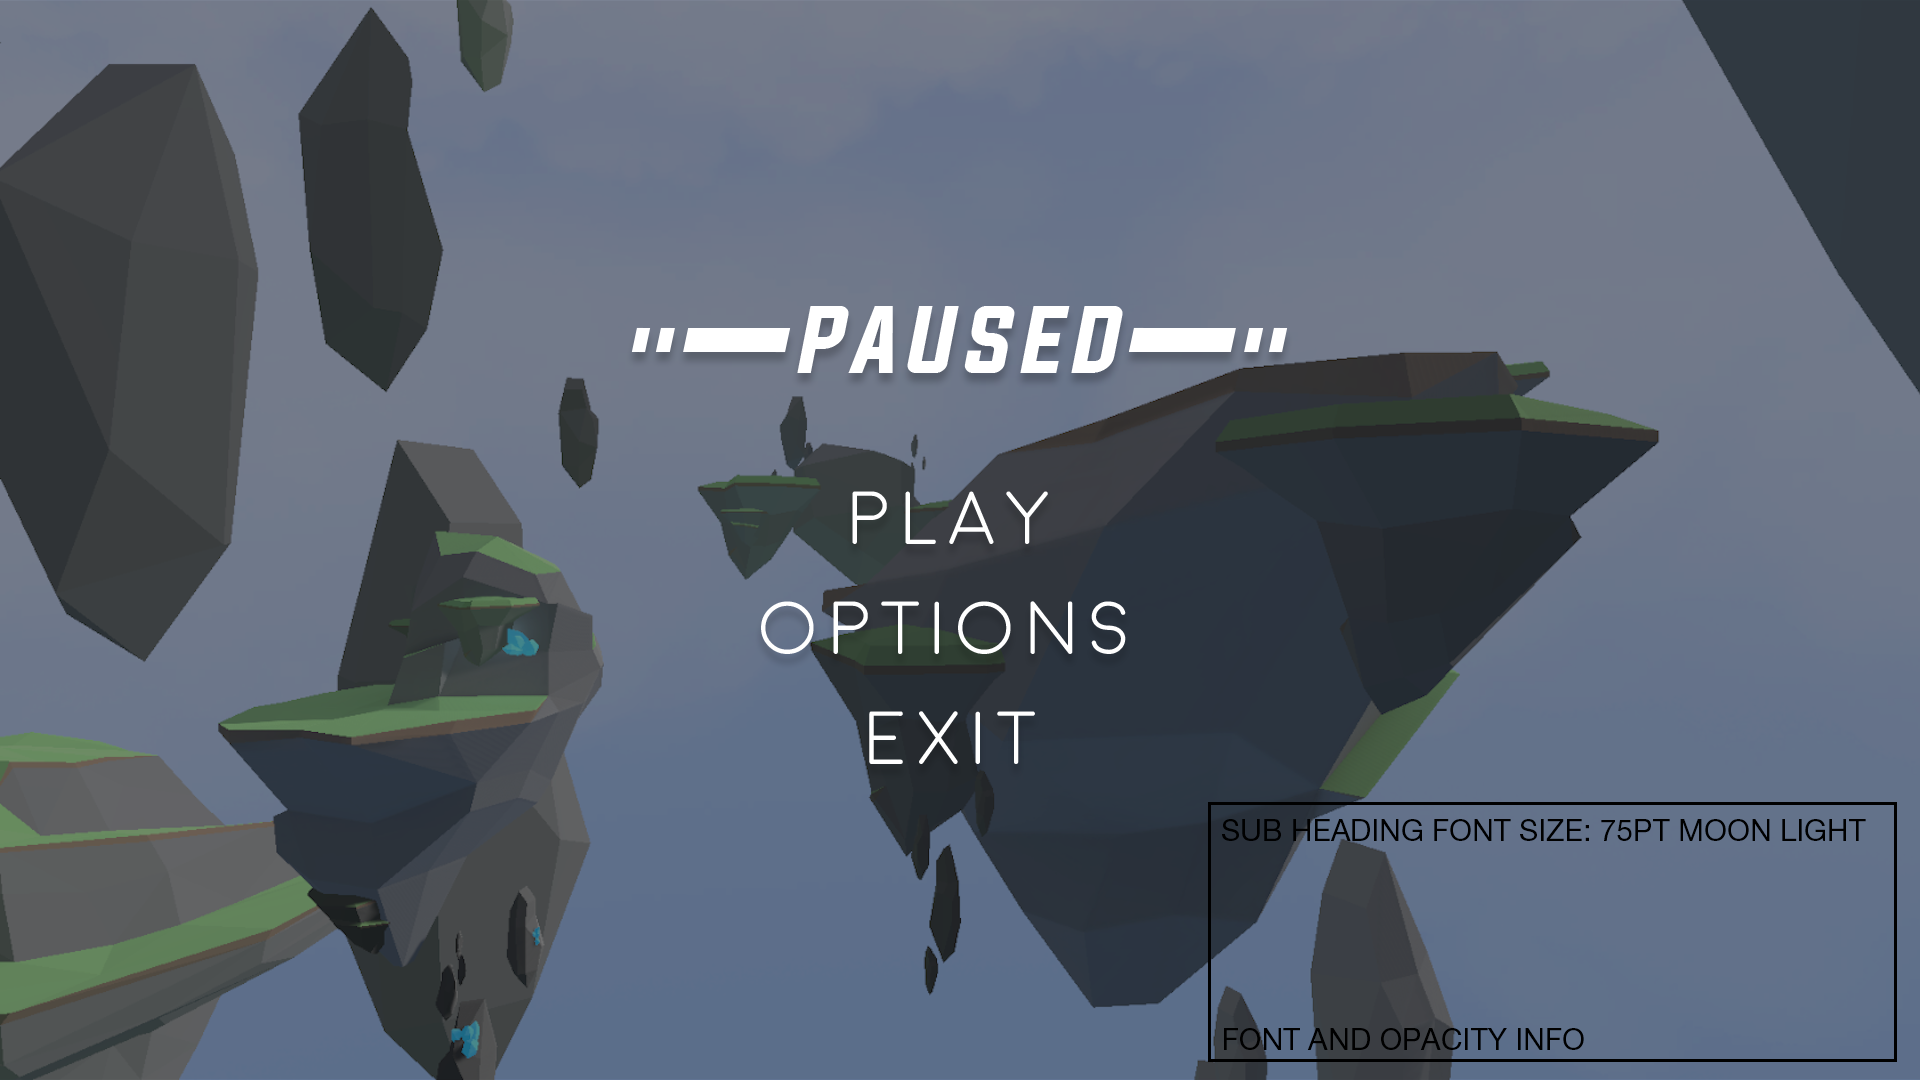 PAUSED
PLAY
OPTIONS
EXIT
SUB HEADING FONT SIZE: 75PT MOON LIGHT
FONT AND OPACITY INFO